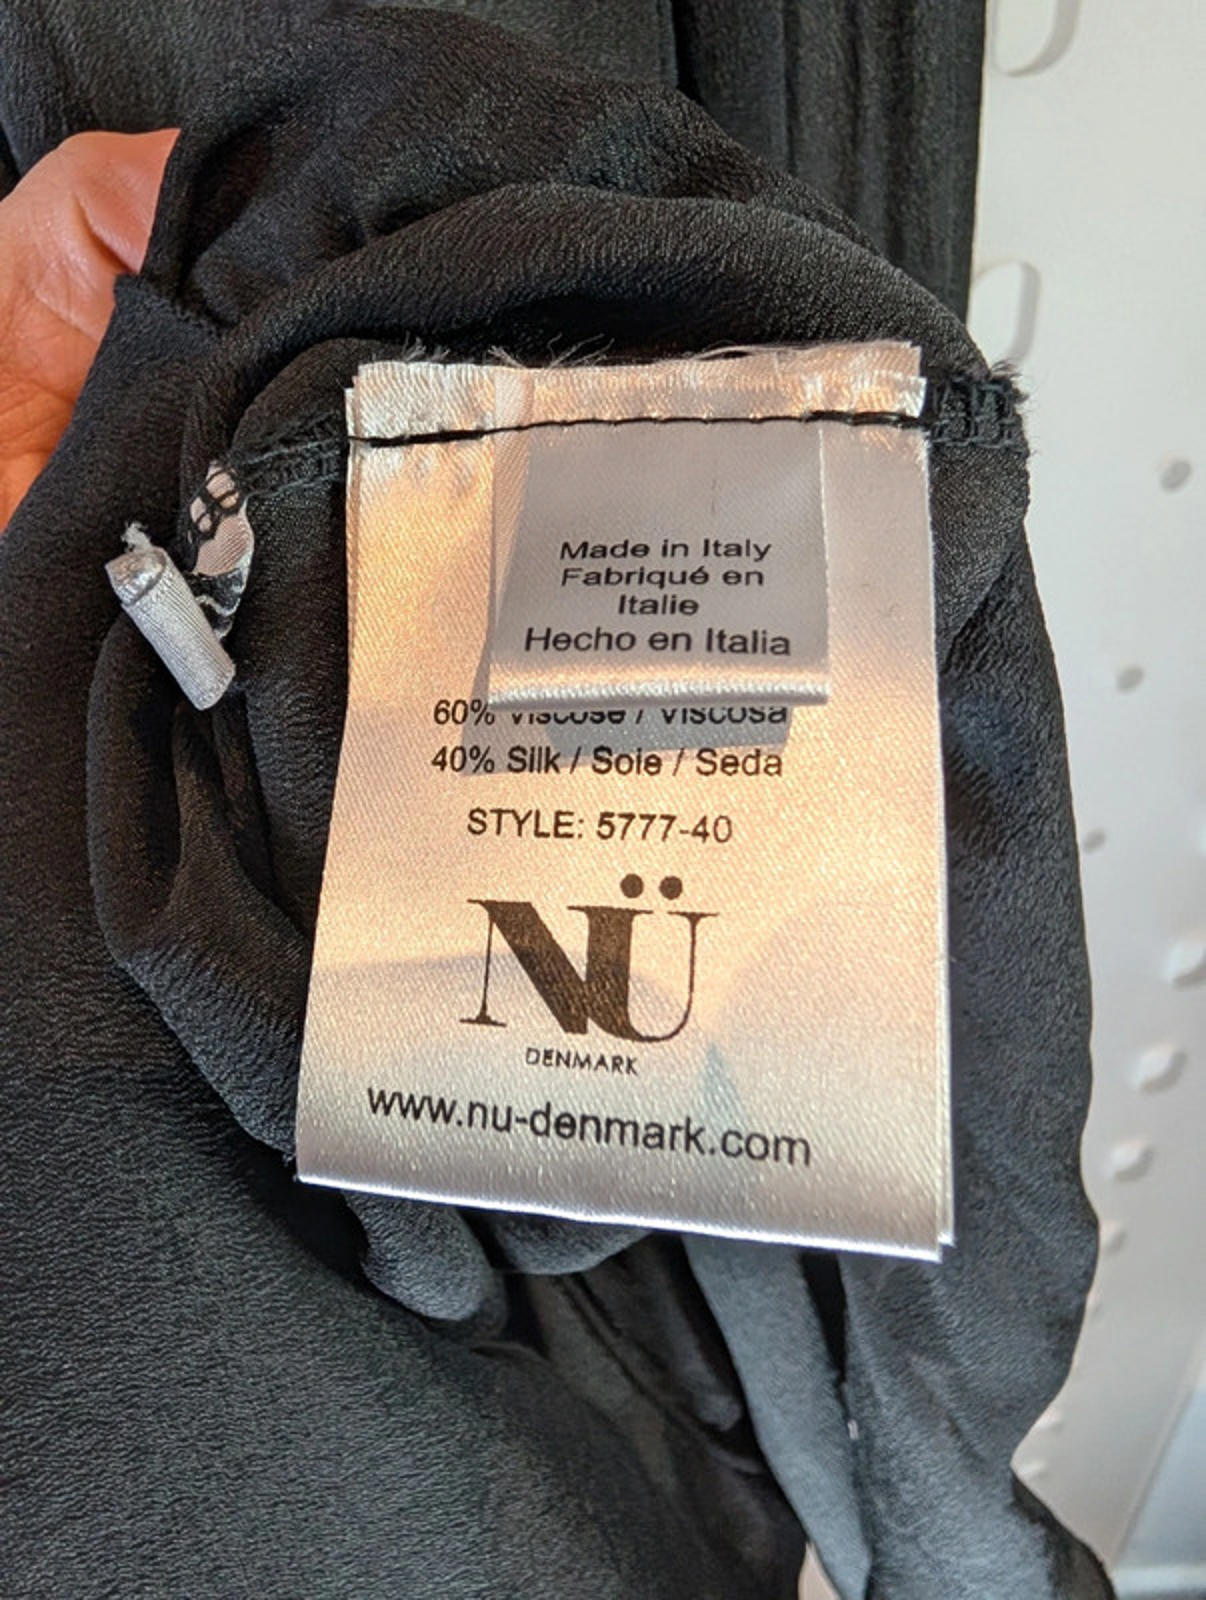 Made in Italy
Fabriqué en
Italie
Hecho en Italia
60% Viscose / Viscosa
40% Silk / Soie / Seda
STYLE: 5777-40
NÜ
DENMARK
www.nu-denmark.com